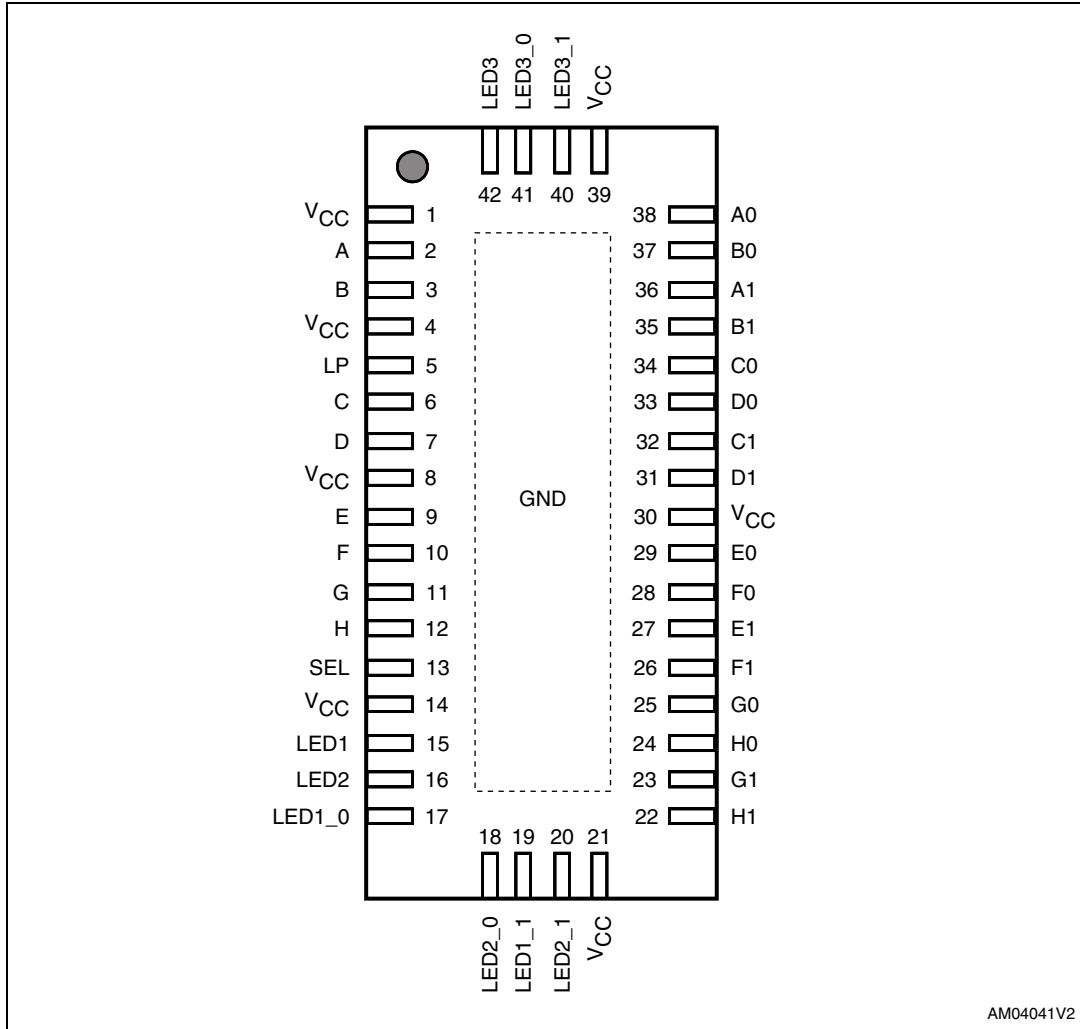 LED3
LED3_0
LED3_1
VCC
42 41 40 39
VCC 1
A 2
B 3
VCC 4
LP 5
C 6
D 7
VCC 8
E 9
F 10
G 11
H 12
SEL 13
VCC 14
LED1 15
LED2 16
LED1_0 17
GND
38 A0
37 B0
36 A1
35 B1
34 C0
33 D0
32 C1
31 D1
30 VCC
29 E0
28 F0
27 E1
26 F1
25 G0
24 H0
23 G1
22 H1
18 19 20 21
LED2_0
LED1_1
LED2_1
VCC
AM04041V2